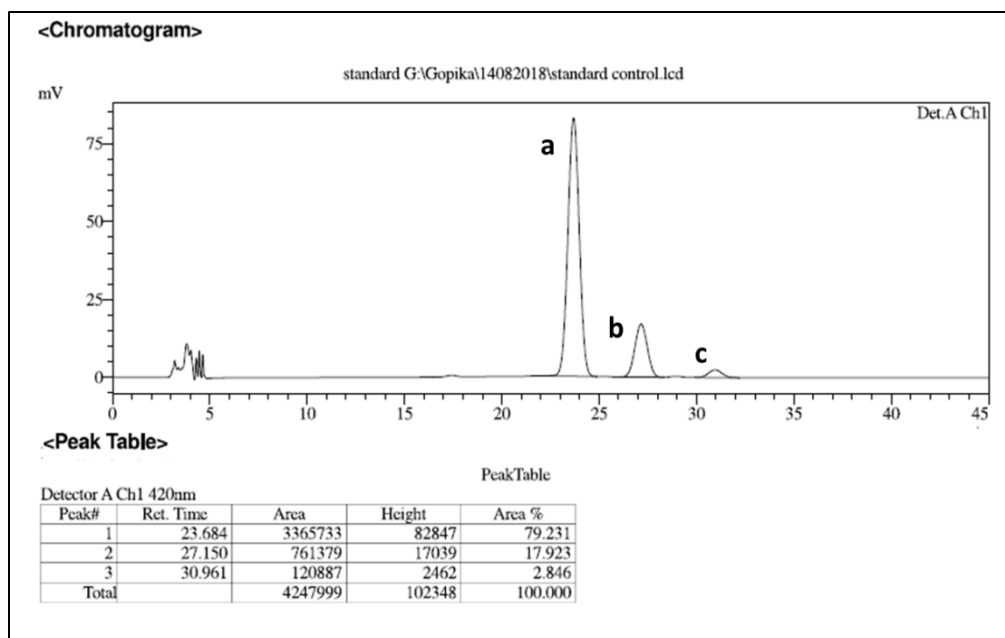 <Chromatogram>
standard G:\Gopika\14082018\standard control.lcd
mV
Det.A Ch1
75
a
50
25
b
c
0
0 5 10 15 20 25 30 35 40 45
<Peak Table>
PeakTable
Detector A Ch1 420nm
Peak# Ret. Time Area Height Area %
1 23.684 3365733 82847 79.231
2 27.150 761379 17039 17.923
3 30.961 120887 2462 2.846
Total 4247999 102348 100.000